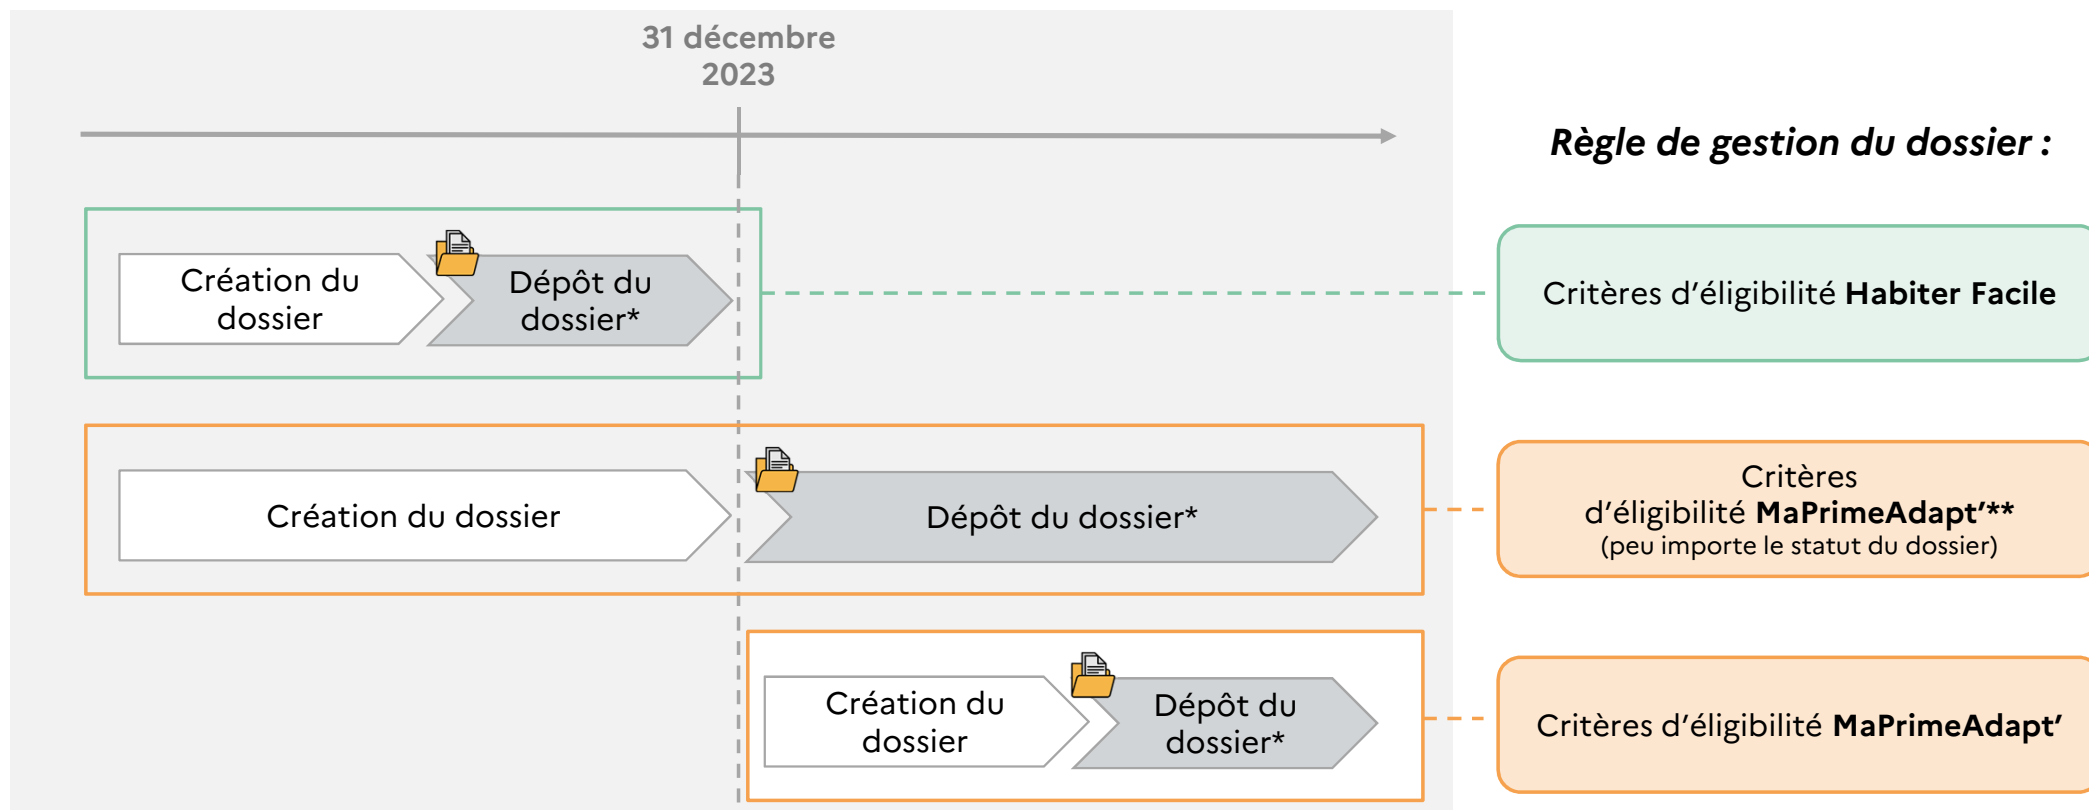 31 décembre
2023
Règle de gestion du dossier :
Création du
dossier
Dépôt du
dossier*
Critères d'éligibilité Habiter Facile
Création du dossier
Dépôt du dossier*
Critères
d'éligibilité MaPrimeAdapt'**
(peu importe le statut du dossier)
Création du
dossier
Dépôt du
dossier*
Critères d'éligibilité MaPrimeAdapt'